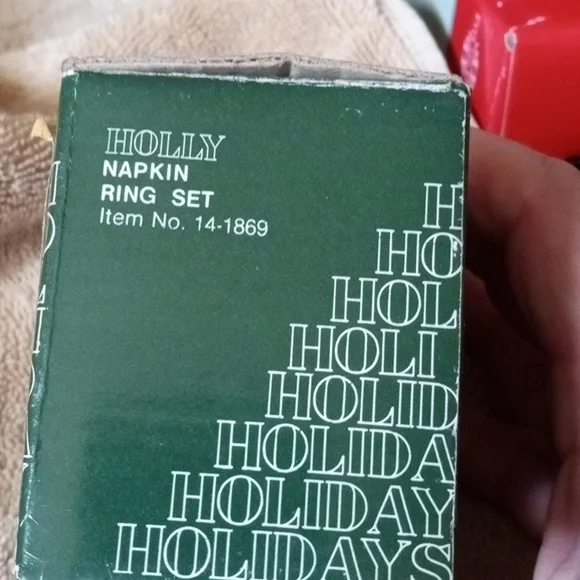 HOLLY
NAPKIN
RING SET
Item No. 14-1869
H
HO
HOL
HOLI
HOLID
HOLIDA
HOLIDAY
HOLIDAYS